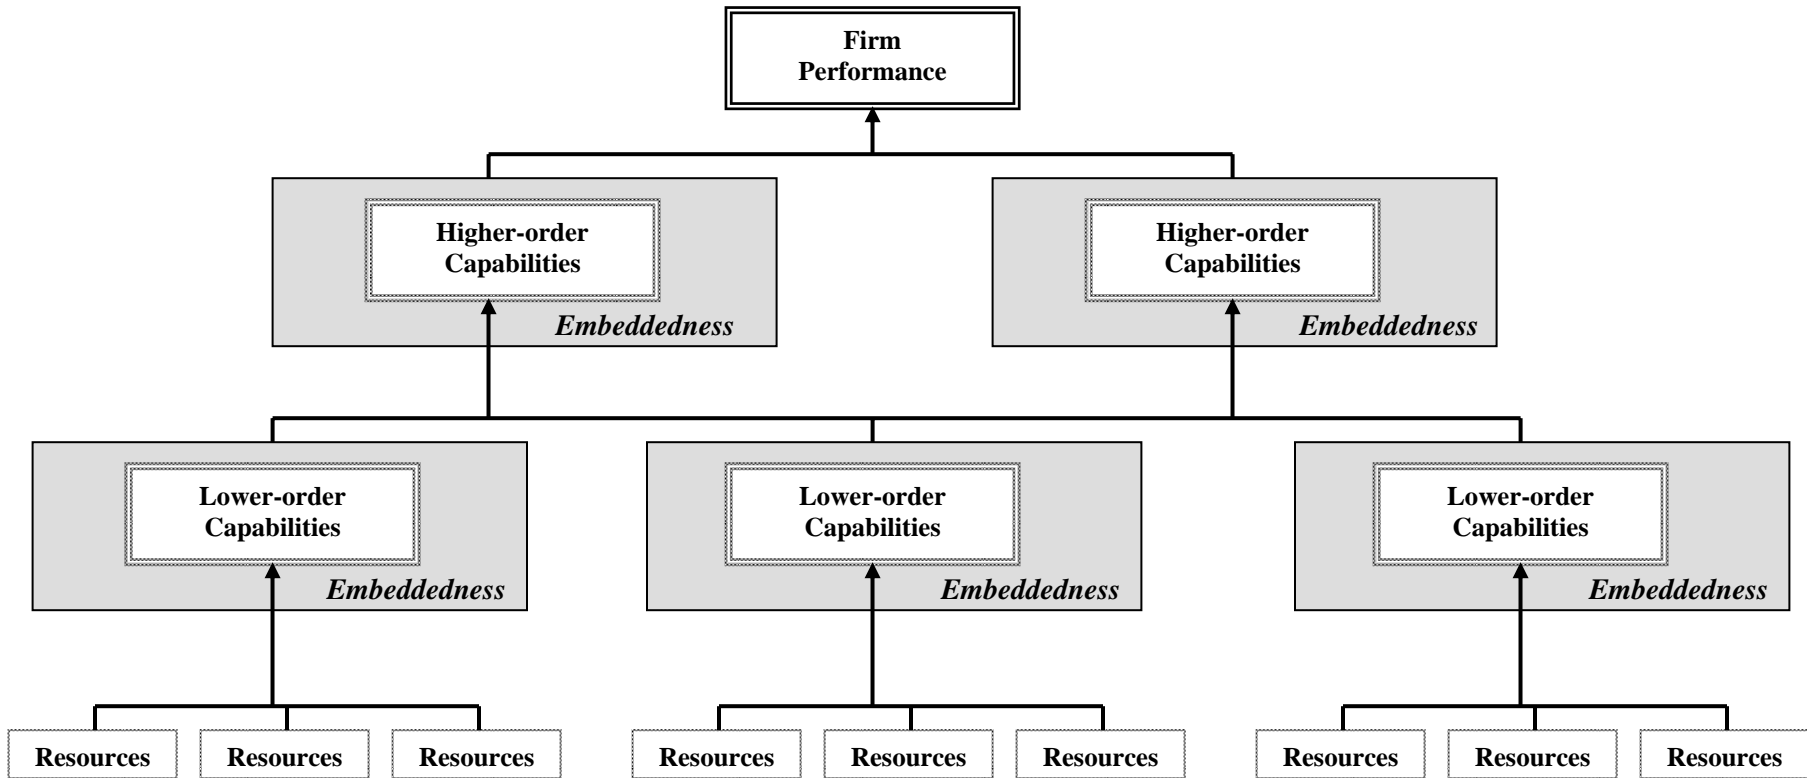 Firm
Performance
Higher-order
Capabilities
Embeddedness
Higher-order
Capabilities
Embeddedness
Lower-order
Capabilities
Embeddedness
Lower-order
Capabilities
Embeddedness
Lower-order
Capabilities
Embeddedness
Resources
Resources
Resources
Resources
Resources
Resources
Resources
Resources
Resources